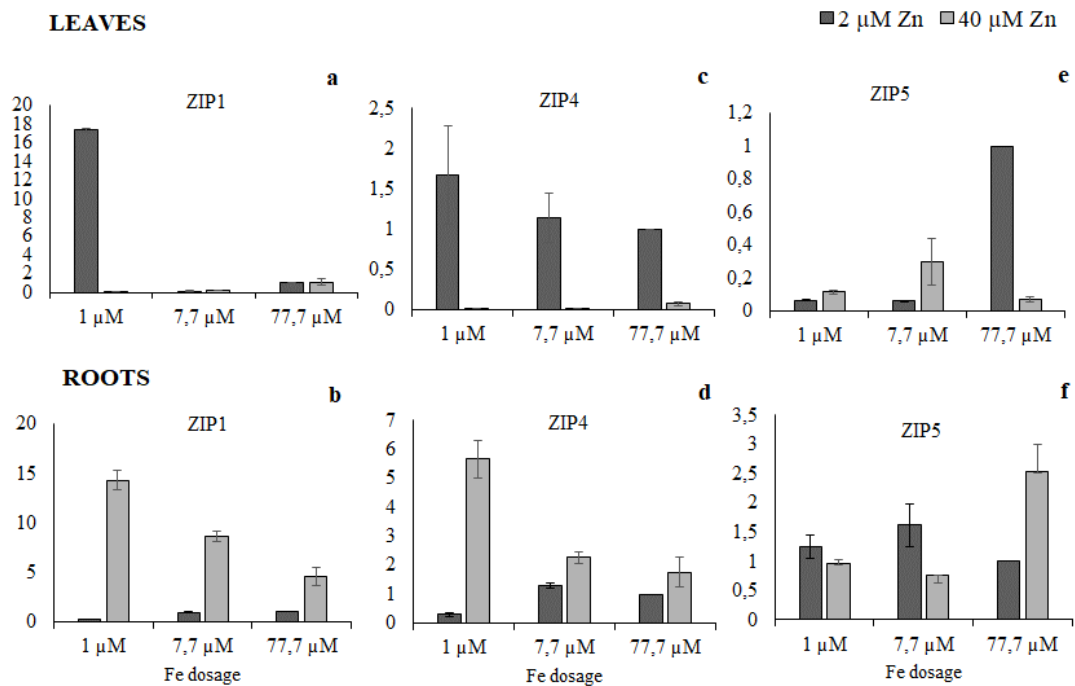 LEAVES
2 µM Zn 40 µM Zn
a
ZIP1
20
18
16
14
12
10
8
6
4
2
0
1 µM 7,7 µM 77,7 µM
c
ZIP4
2,5
2
1,5
1
0,5
0
1 µM 7,7 µM 77,7 µM
e
ZIP5
1,2
1
0,8
0,6
0,4
0,2
0
1 µM 7,7 µM 77,7 µM
ROOTS
b
ZIP1
20
15
10
5
0
1 µM 7,7 µM 77,7 µM
Fe dosage
d
ZIP4
7
6
5
4
3
2
1
0
1 µM 7,7 µM 77,7 µM
Fe dosage
f
ZIP5
3,5
3
2,5
2
1,5
1
0,5
0
1 µM 7,7 µM 77,7 µM
Fe dosage